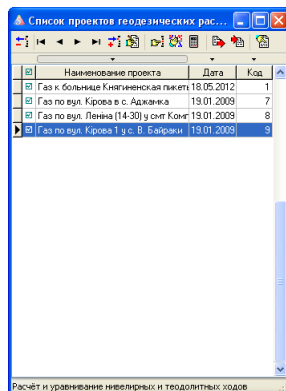 Список проектов геодезических рас...
Наименование проекта Дата Код
Газ к больнице Княгиненская пикеть 18.05.2012 1
Газ по вул. Кірова в с. Аджамка 19.01.2009 7
Газ по вул. Леніна (14-30) у смт Комп 19.01.2009 8
Газ по вул. Кірова 1 у с. В. Байраки 19.01.2009 9
Расчёт и уравнивание нивелирных и теодолитных ходов